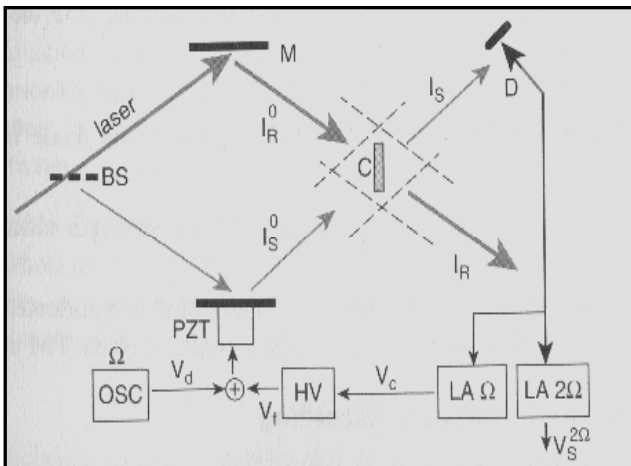 M
laser
I_R^0
I_S
D
BS
C
I_S^0
I_R
PZT
Ω
OSC
V_d
+
V_f
HV
V_c
LA Ω
LA 2Ω
V_S^2Ω